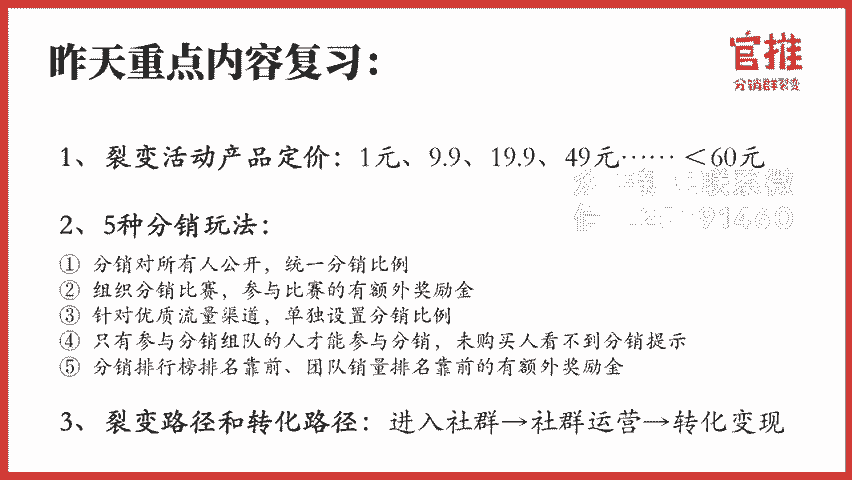 昨天重点内容复习：
官推
分销群裂变
1、裂变活动产品定价：1元、9.9、19.9、49元…… ＜60元
2、5种分销玩法：
① 分销对所有人公开，统一分销比例
② 组织分销比赛，参与比赛的有额外奖励金
③ 针对优质流量渠道，单独设置分销比例
④ 只有参与分销组队的人才能参与分销，未购买人看不到分销提示
⑤ 分销排行榜排名靠前、团队销量排名靠前的有额外奖励金
3、裂变路径和转化路径：进入社群→社群运营→转化变现